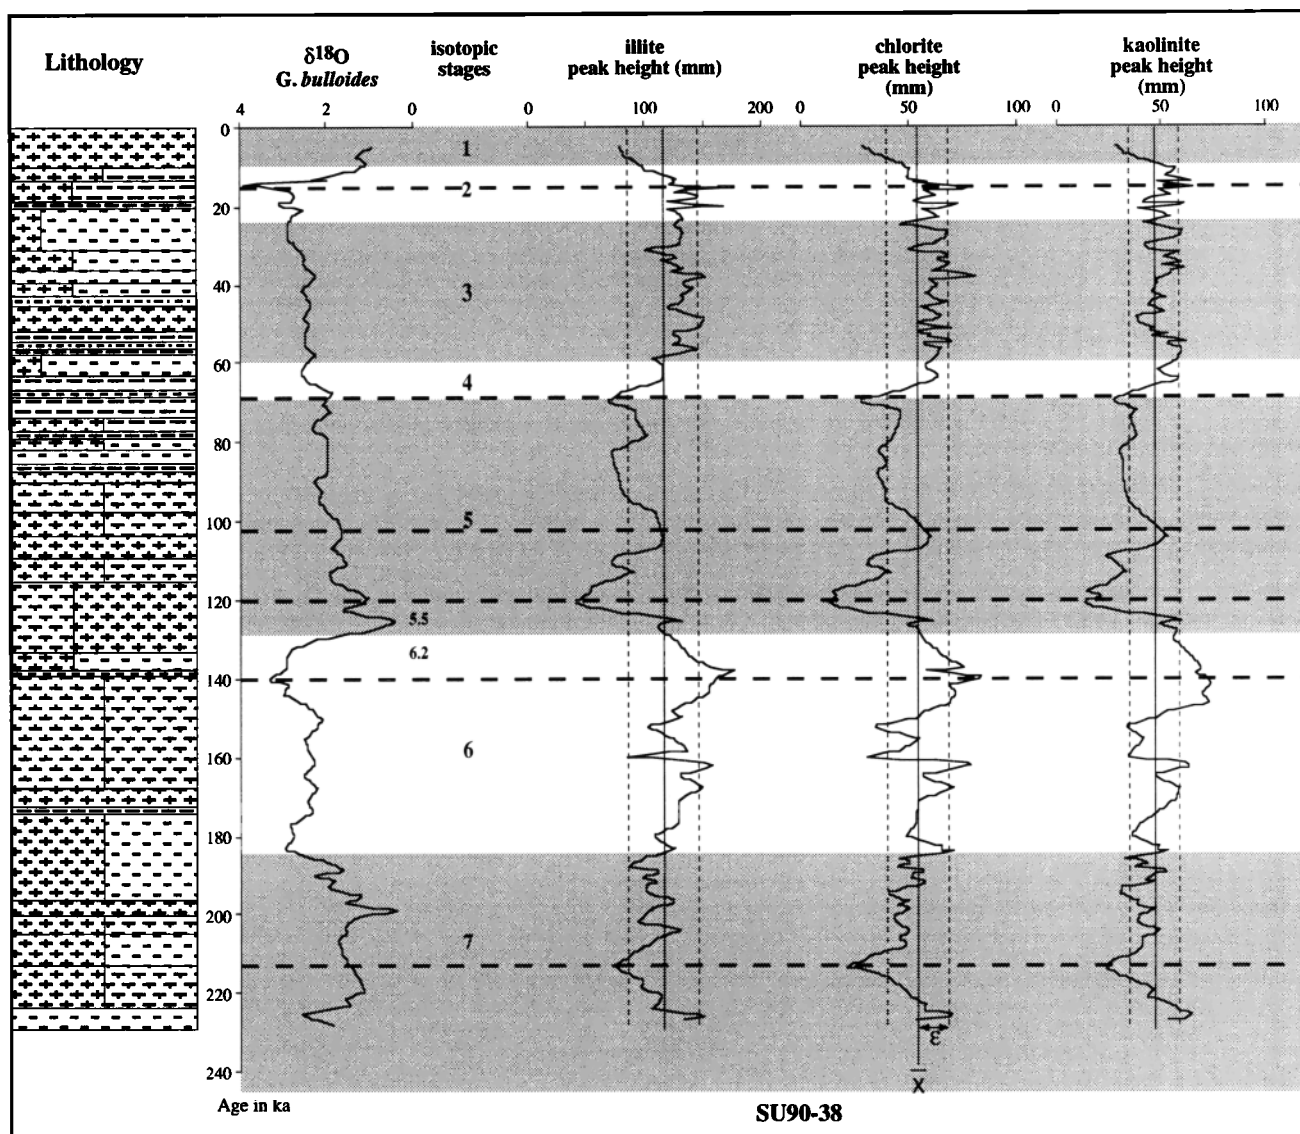 Lithology
δ18O
G. bulloides
isotopic
stages
illite
peak height (mm)
chlorite
peak height
(mm)
kaolinite
peak height
(mm)
4 2 0
0 100 200
0 50 100
0 50 100
0
20
40
60
80
100
120
140
160
180
200
220
240
1
2
3
4
5
5.5
6.2
6
7
ε
X̄
Age in ka
SU90-38